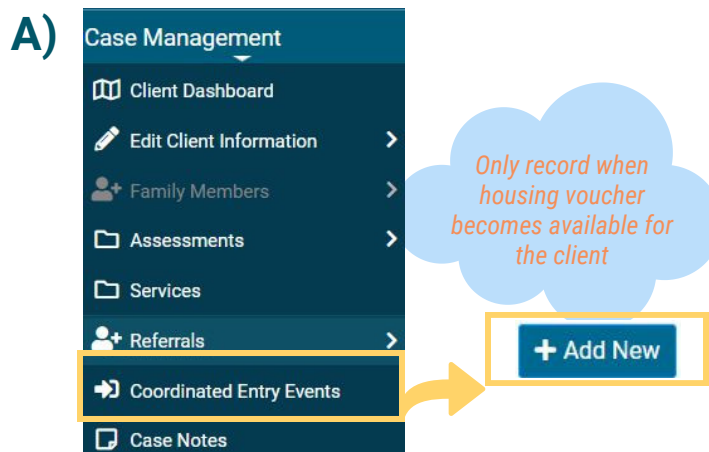 A)
Case Management
Client Dashboard
Edit Client Information
Family Members
Assessments
Services
Referrals
Coordinated Entry Events
Case Notes
Only record when
housing voucher
becomes available for
the client
+ Add New